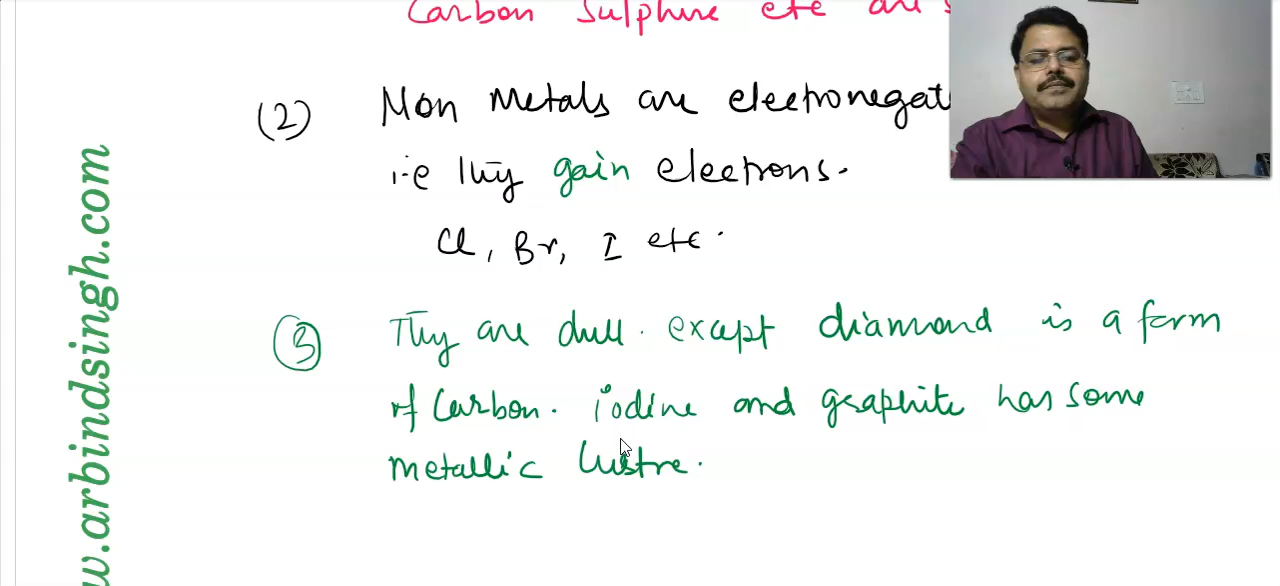 Carbon Sulphur etc are
(2) Non Metals are electronegat
i.e They gain electrons.
Cl, Br, I etc.
(3) They are dull. except diamond is a form
of Carbon. iodine and graphite has some
metallic lustre.
w.arbindsingh.com